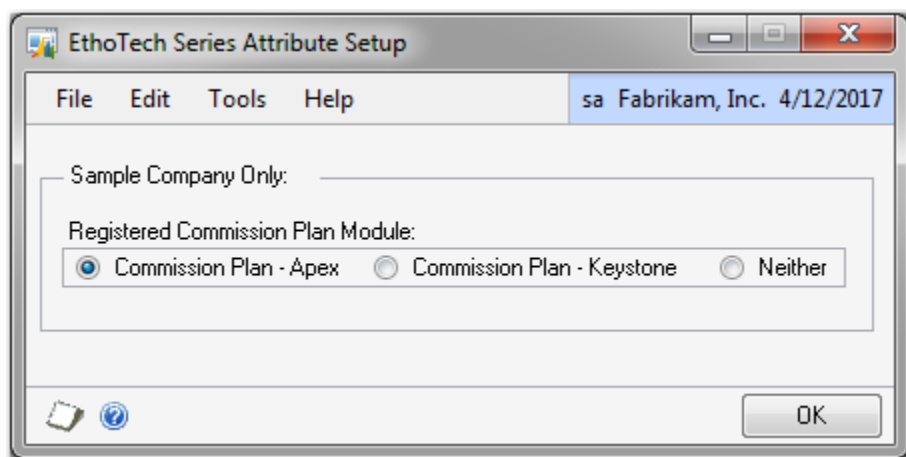 EthoTech Series Attribute Setup
File Edit Tools Help sa Fabrikam, Inc. 4/12/2017
Sample Company Only:
Registered Commission Plan Module:
Commission Plan - Apex Commission Plan - Keystone Neither
OK